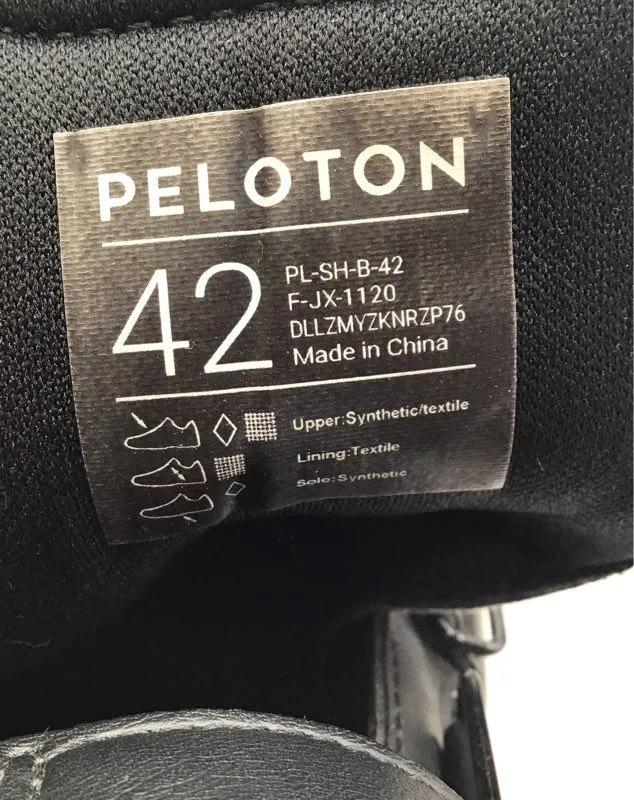 PELOTON
42
PL-SH-B-42
F-JX-1120
DLLZMYZKNRZP76
Made in China
Upper:Synthetic/textile
Lining:Textile
Sole:Synthetic